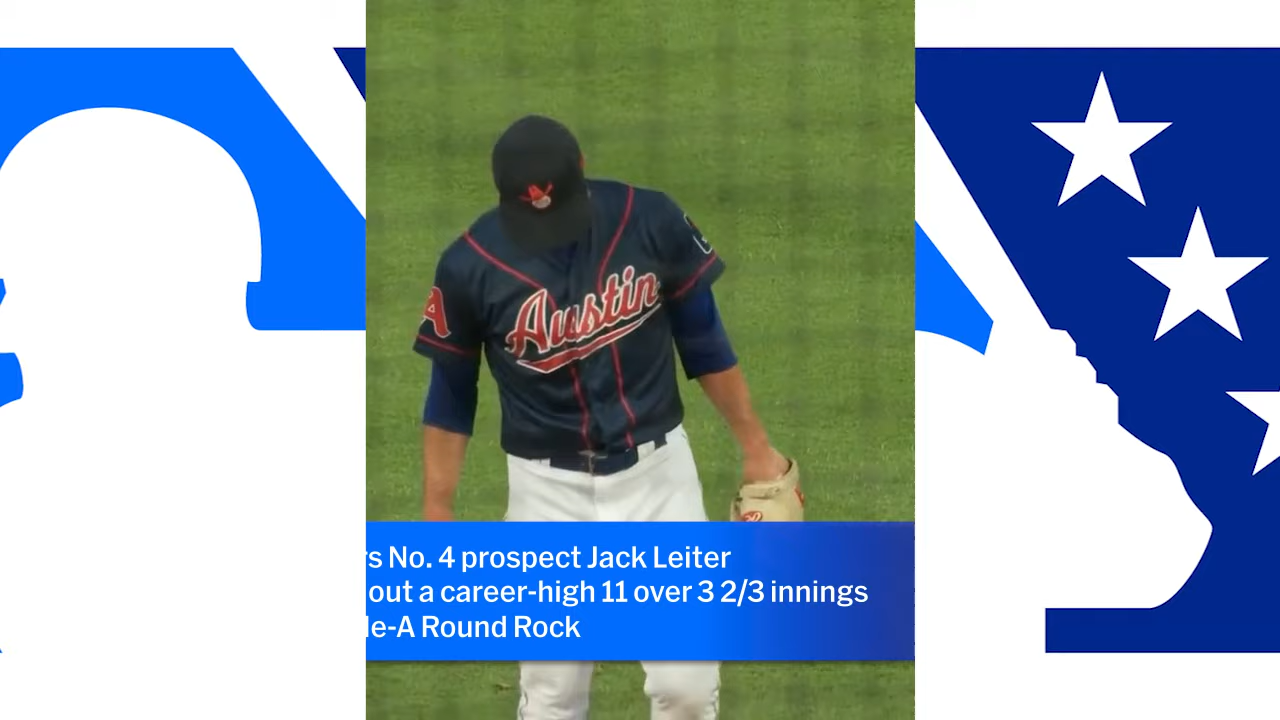 A
Austin
s No. 4 prospect Jack Leiter
out a career-high 11 over 3 2/3 innings
le-A Round Rock